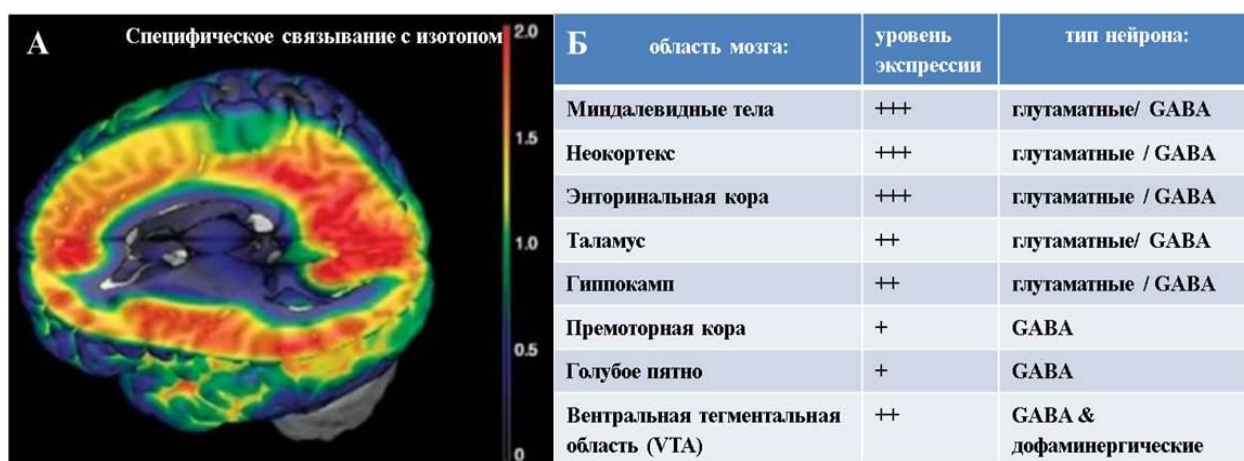 А
Специфическое связывание с изотопом
2.0
1.5
1.0
0.5
0
Б
область мозга:
уровень
экспрессии
тип нейрона:
Миндалевидные тела +++ глутаматные/ GABA
Неокортекс +++ глутаматные / GABA
Энторинальная кора +++ глутаматные / GABA
Таламус ++ глутаматные/ GABA
Гиппокамп ++ глутаматные / GABA
Премоторная кора + GABA
Голубое пятно + GABA
Вентральная тегментальная ++ GABA &
область (VTA) дофаминергические